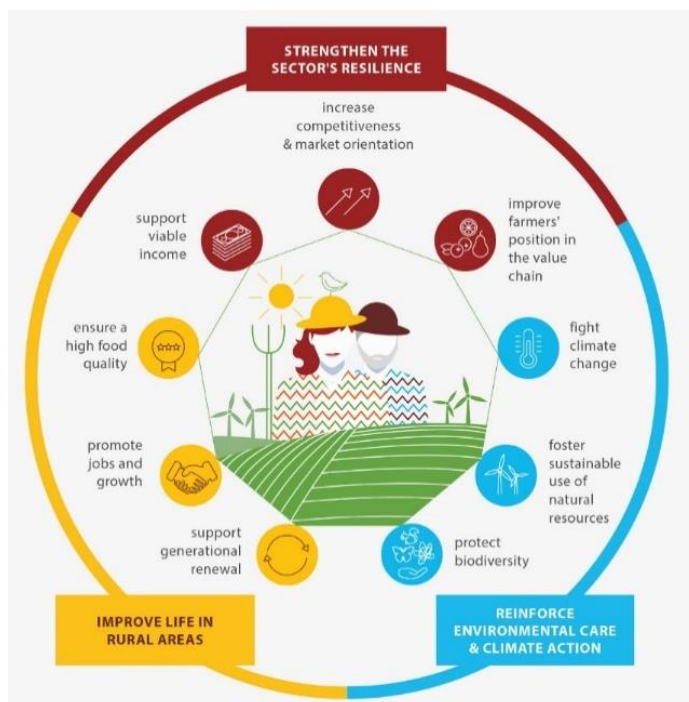 STRENGTHEN THE
SECTOR'S RESILIENCE
increase
competitiveness
& market orientation
improve
farmers'
position in
the value
chain
fight
climate
change
foster
sustainable
use of
natural
resources
protect
biodiversity
REINFORCE
ENVIRONMENTAL CARE
& CLIMATE ACTION
support
viable
income
ensure a
high food
quality
promote
jobs and
growth
support
generational
renewal
IMPROVE LIFE IN
RURAL AREAS